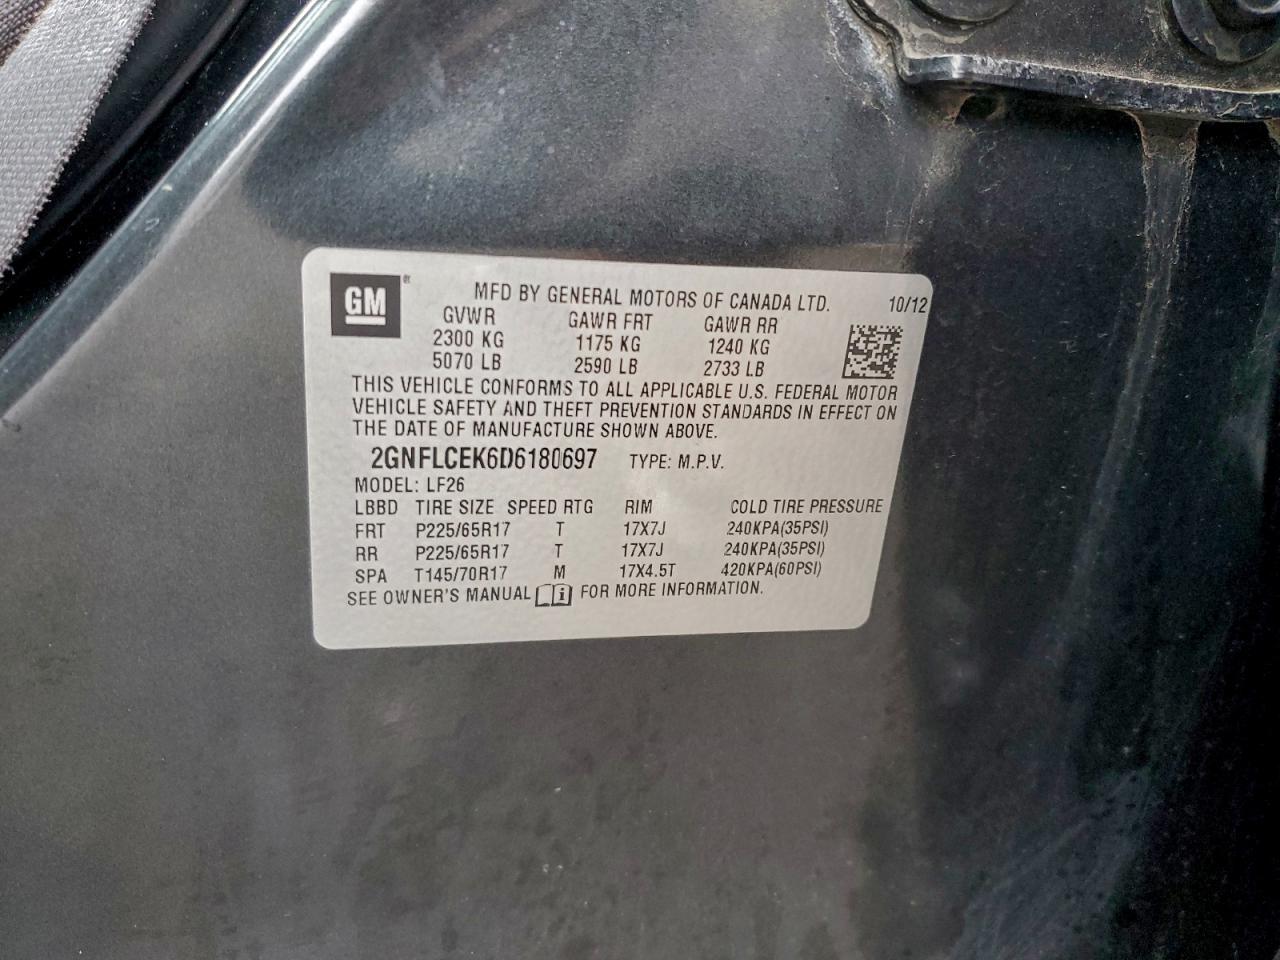 GM
MFD BY GENERAL MOTORS OF CANADA LTD. 10/12
GVWR GAWR FRT GAWR RR
2300 KG 1175 KG 1240 KG
5070 LB 2590 LB 2733 LB
THIS VEHICLE CONFORMS TO ALL APPLICABLE U.S. FEDERAL MOTOR
VEHICLE SAFETY AND THEFT PREVENTION STANDARDS IN EFFECT ON
THE DATE OF MANUFACTURE SHOWN ABOVE.
2GNFLCEK6D6180697 TYPE: M.P.V.
MODEL: LF26
LBBD TIRE SIZE SPEED RTG RIM COLD TIRE PRESSURE
FRT P225/65R17 T 17X7J 240KPA(35PSI)
RR P225/65R17 T 17X7J 240KPA(35PSI)
SPA T145/70R17 M 17X4.5T 420KPA(60PSI)
SEE OWNER'S MANUAL i FOR MORE INFORMATION.